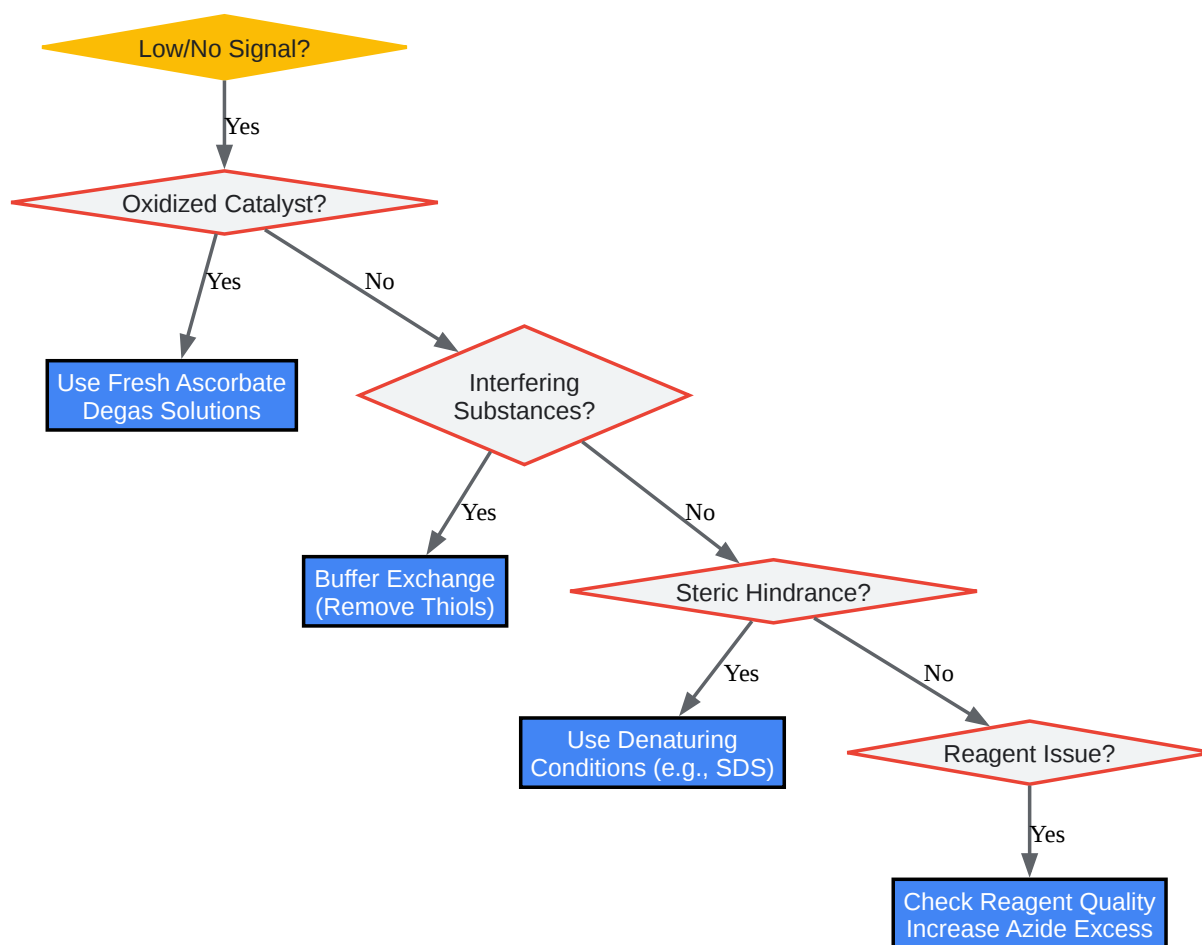 Low/No Signal?
Yes
Oxidized Catalyst?
Yes
No
Use Fresh Ascorbate
Degas Solutions
Interfering
Substances?
Yes
No
Buffer Exchange
(Remove Thiols)
Steric Hindrance?
Yes
No
Use Denaturing
Conditions (e.g., SDS)
Reagent Issue?
Yes
Check Reagent Quality
Increase Azide Excess